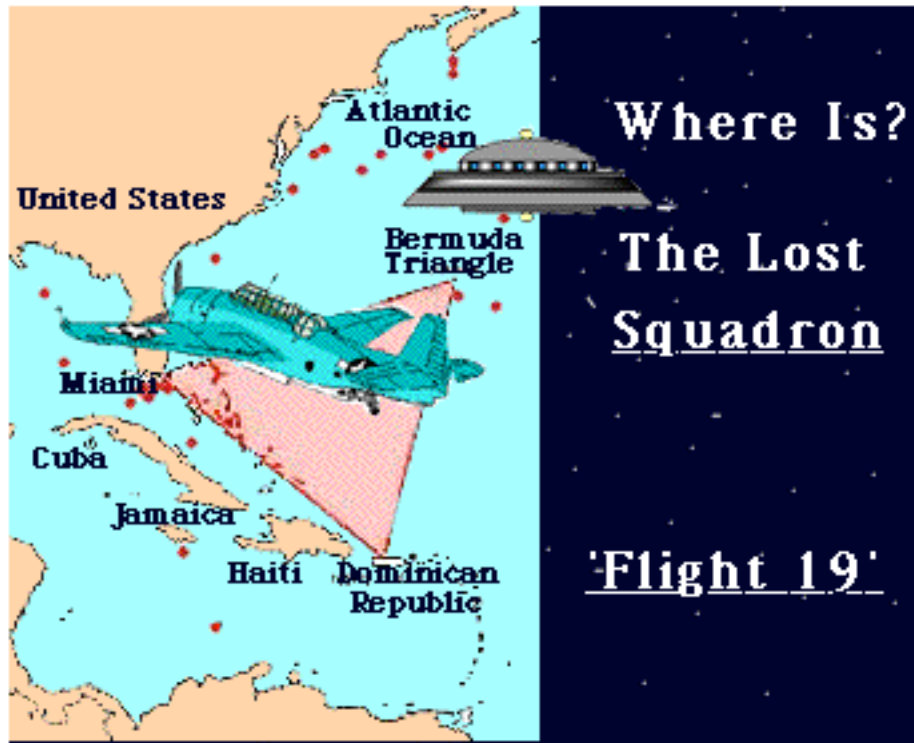 Atlantic
Ocean
United States
Bermuda
Triangle
Miami
Cuba
Jamaica
Haiti
Dominican
Republic
Where Is?
The Lost
Squadron
'Flight 19'